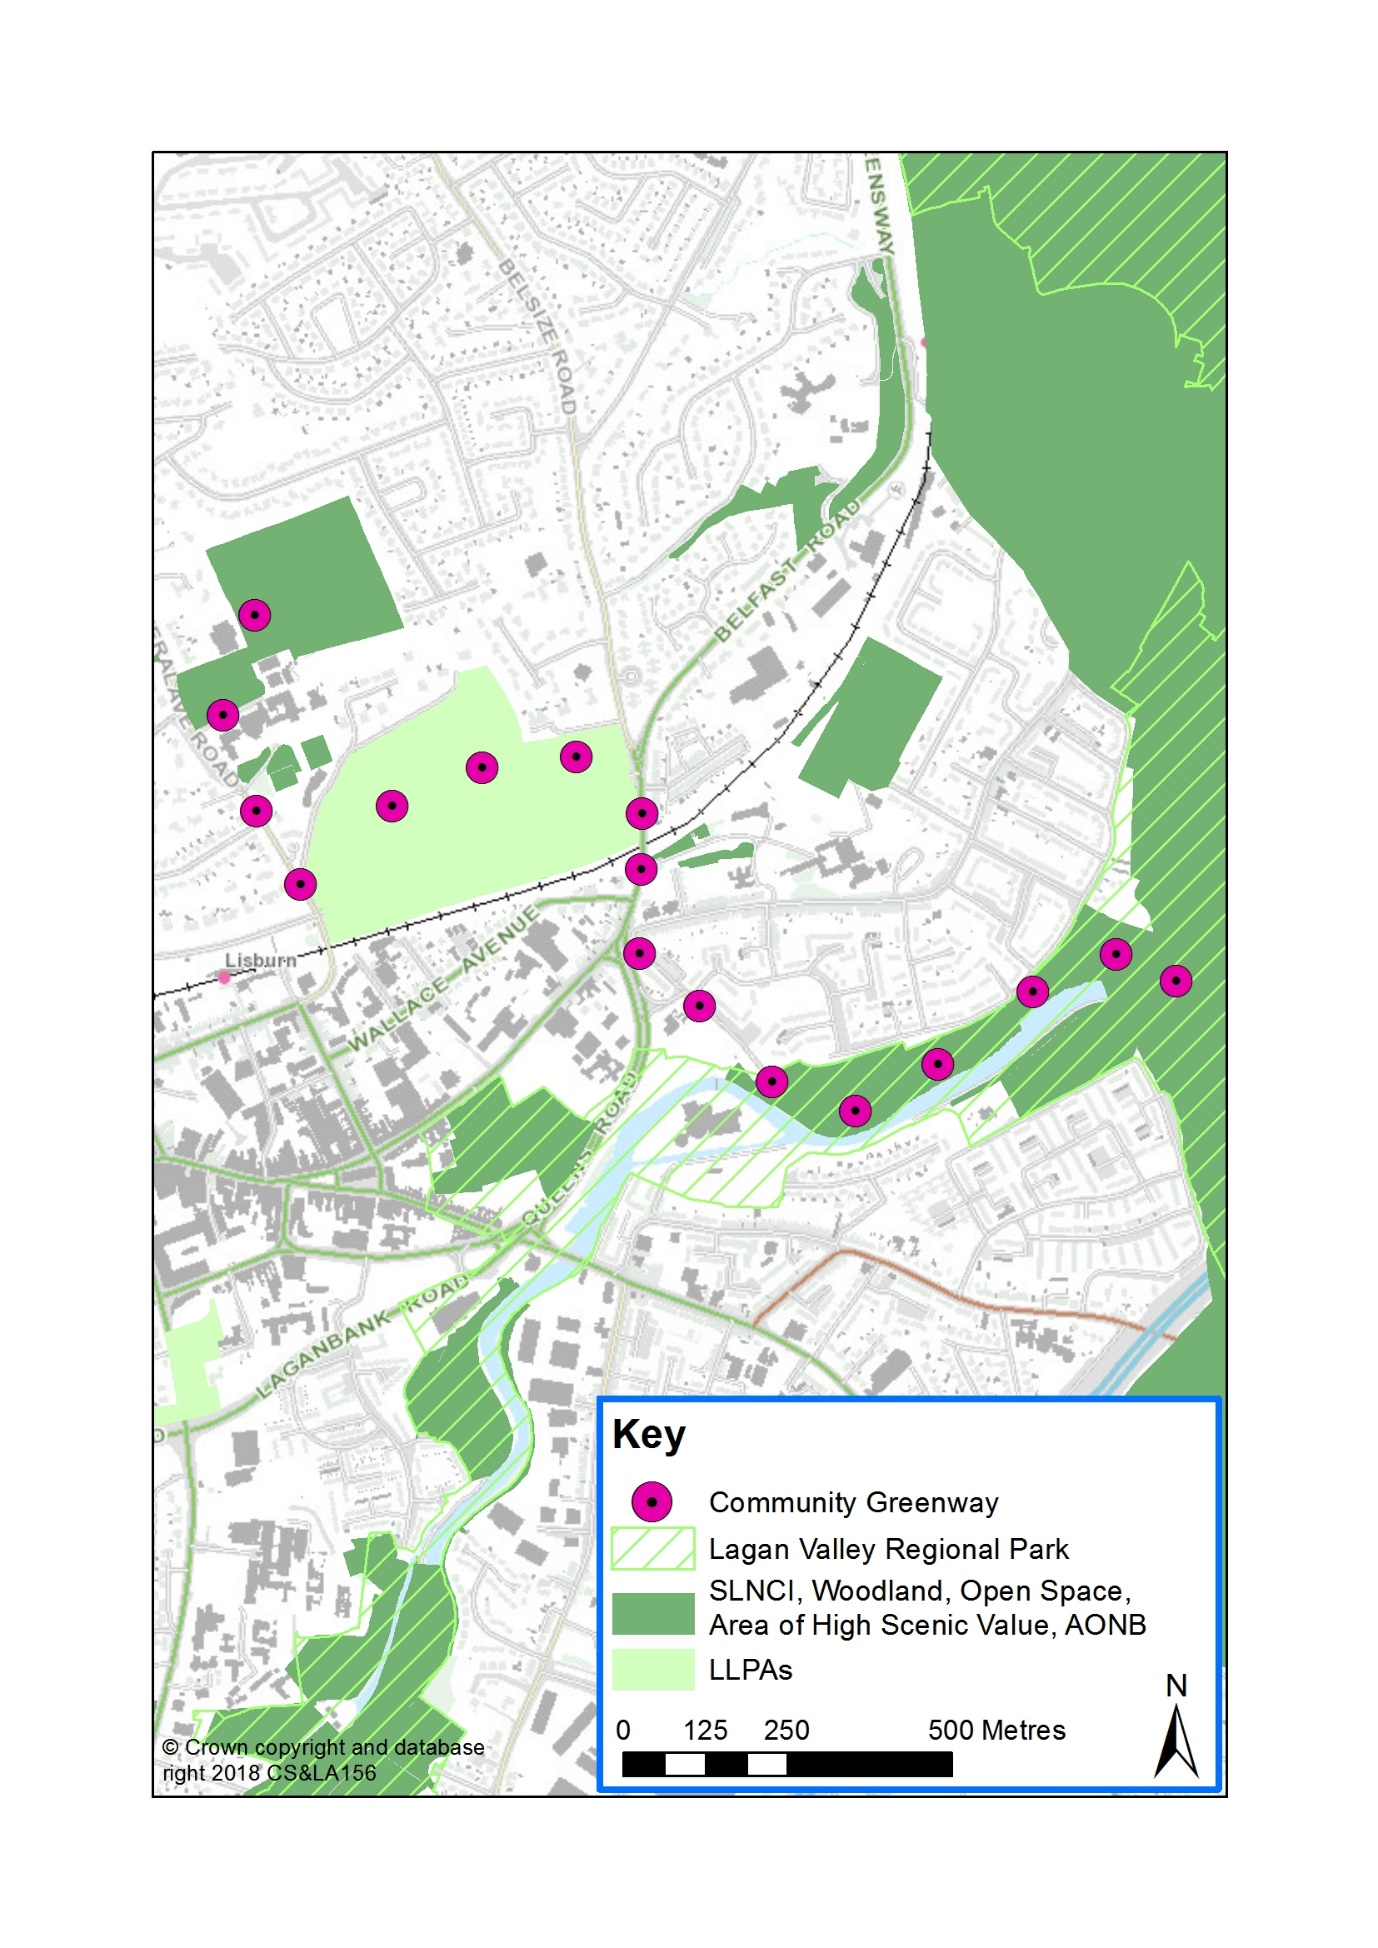 ENSWAY
BELSIZE ROAD
BELFAST ROAD
ROAD
Lisburn
WALLACE AVENUE
QUEENS ROAD
LAGANBANK ROAD
Key
Community Greenway
Lagan Valley Regional Park
SLNCI, Woodland, Open Space,
Area of High Scenic Value, AONB
LLPAs
N
0 125 250 500 Metres
© Crown copyright and database
right 2018 CS&LA156